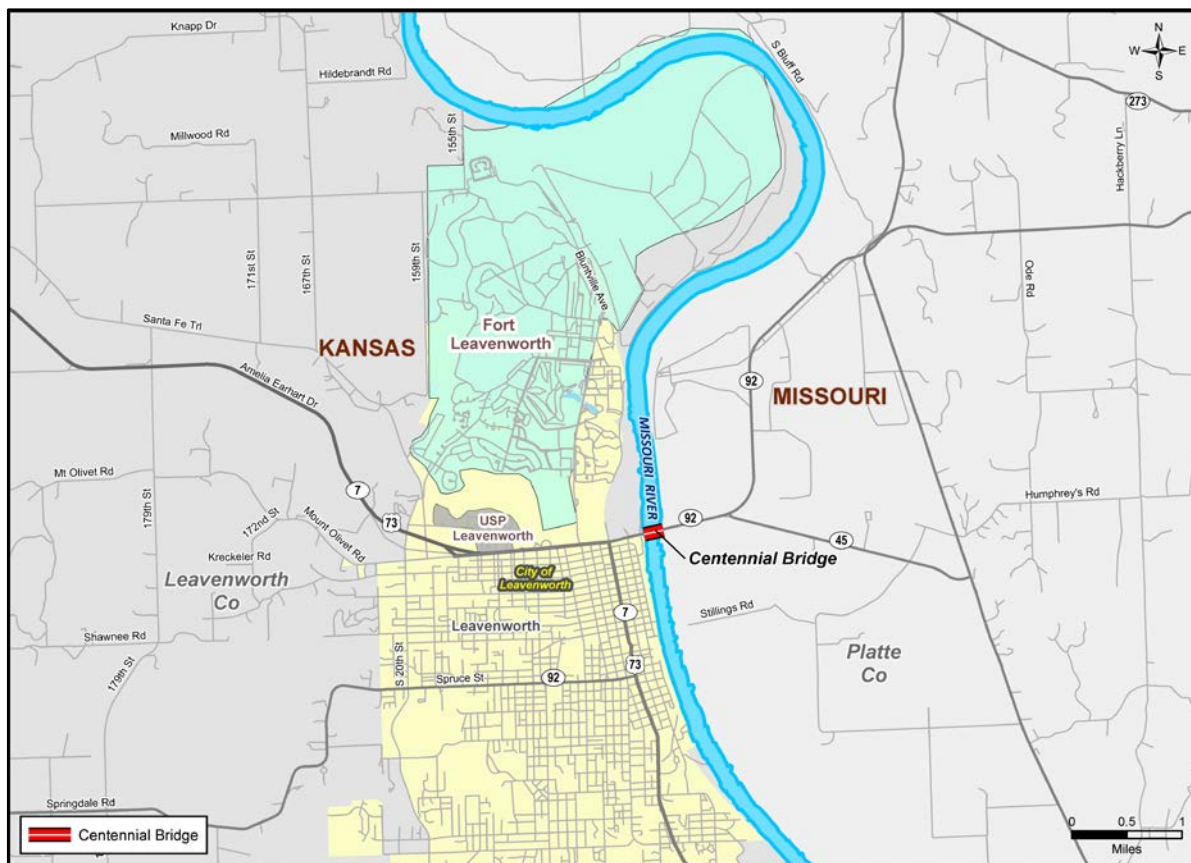 Knapp Dr
Hildebrandt Rd
Millwood Rd
155th St
S Bluff Rd
N
W E
S
273
Hackberry Ln
171st St
167th St
159th St
Bluntville Ave
Ode Rd
Santa Fe Trl
KANSAS
Fort
Leavenworth
Amelia Earhart Dr
92
MISSOURI
MISSOURI RIVER
Mt Olivet Rd
179th St
172nd St
Mount Olivet Rd
7
73
USP
Leavenworth
Humphrey's Rd
92
45
Centennial Bridge
Kreckeler Rd
Leavenworth
Co
City of
Leavenworth
Leavenworth
7
Stillings Rd
Shawnee Rd
179th St
S 20th St
Spruce St
92
73
Platte
Co
Springdale Rd
Centennial Bridge
0 0.5 1
Miles